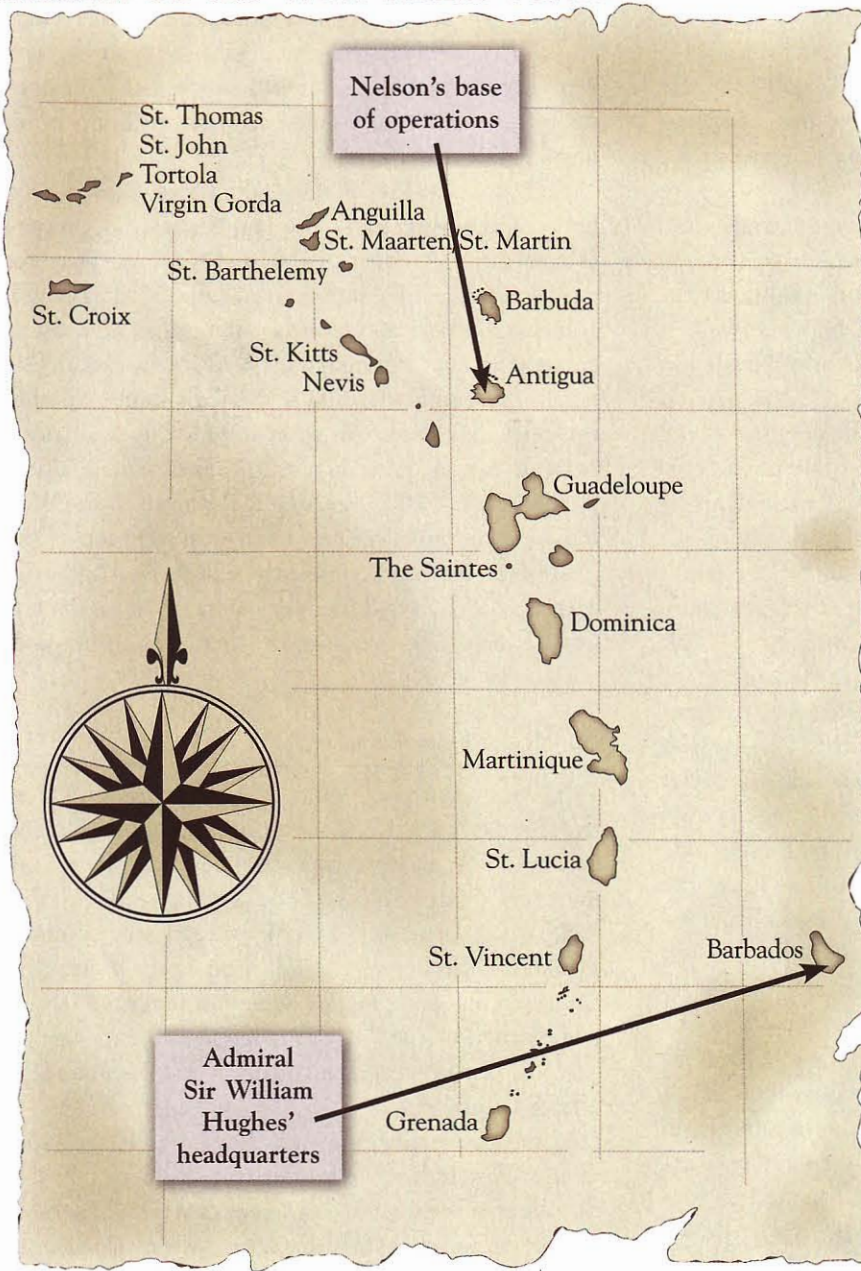 Nelson's base
of operations
St. Thomas
St. John
Tortola
Virgin Gorda
Anguilla
St. Maarten/St. Martin
St. Barthelemy
St. Croix
Barbuda
St. Kitts
Nevis
Antigua
Guadeloupe
The Saintes
Dominica
Martinique
St. Lucia
St. Vincent
Barbados
Admiral
Sir William
Hughes'
headquarters
Grenada